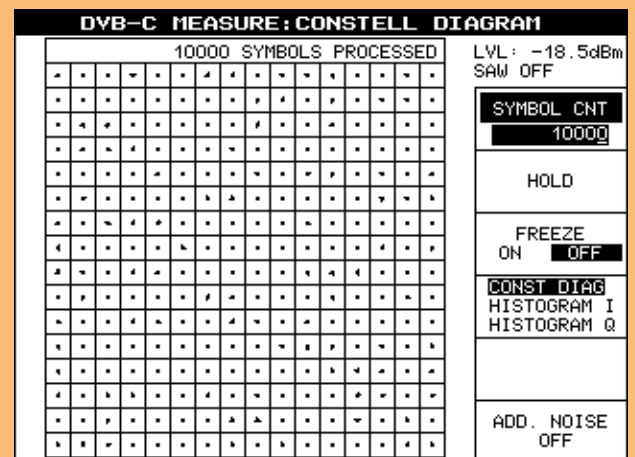 DVB-C MEASURE:CONSTELL DIAGRAM
10000 SYMBOLS PROCESSED
LVL: -18.5dBm
SAW OFF
SYMBOL CNT
10000
HOLD
FREEZE
ON OFF
CONST DIAG
HISTOGRAM I
HISTOGRAM Q
ADD. NOISE
OFF